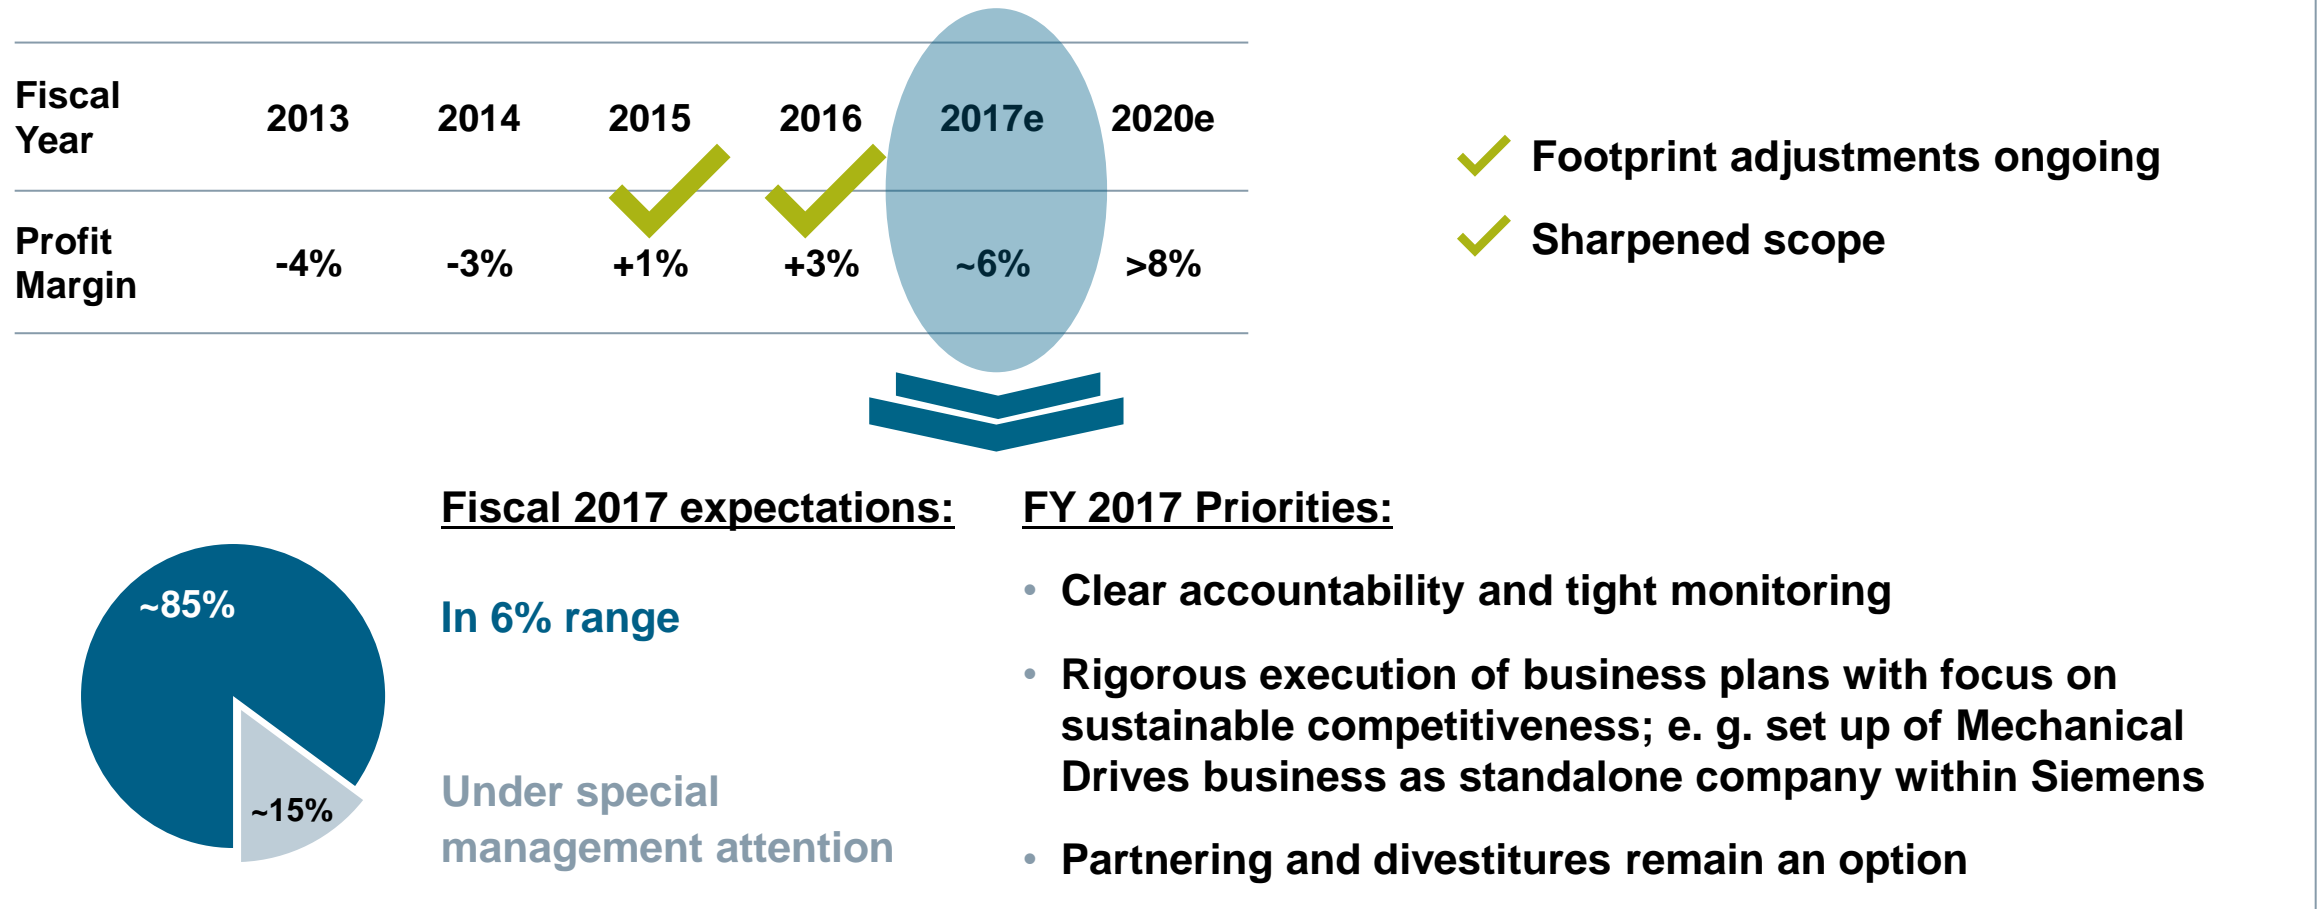 Fiscal
Year
2013 2014 2015 2016 2017e 2020e
Profit
Margin
-4% -3% +1% +3% ~6% >8%
Footprint adjustments ongoing
Sharpened scope
Fiscal 2017 expectations:
~85%
In 6% range
~15%
Under special
management attention
FY 2017 Priorities:
• Clear accountability and tight monitoring
• Rigorous execution of business plans with focus on
sustainable competitiveness; e. g. set up of Mechanical
Drives business as standalone company within Siemens
• Partnering and divestitures remain an option